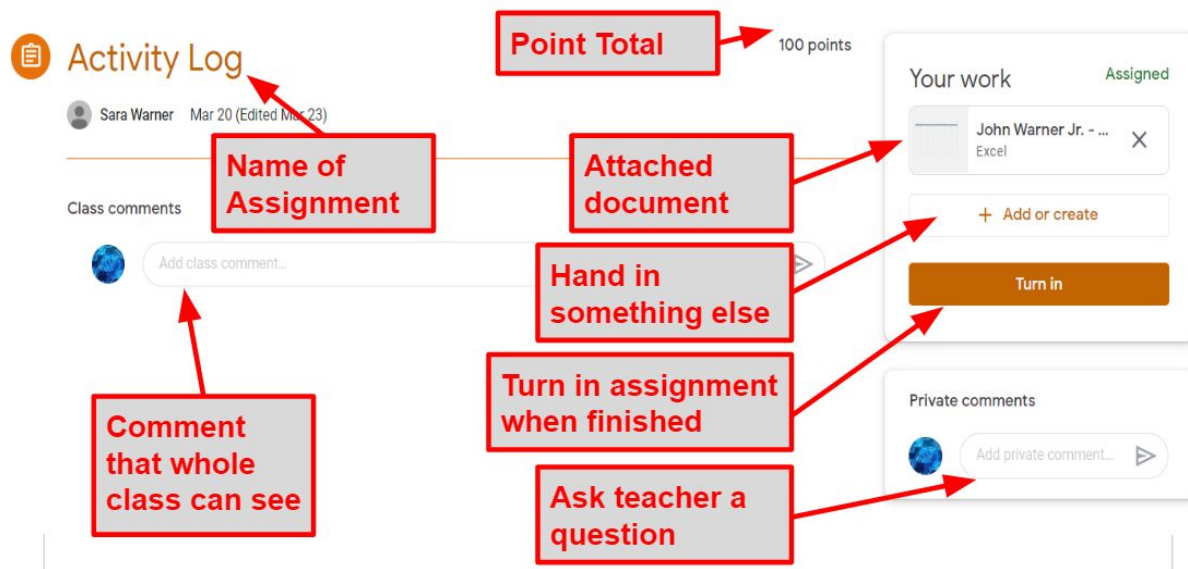 Activity Log
Point Total
100 points
Sara Warner Mar 20 (Edited Mar 23)
Name of
Assignment
Class comments
Add class comment...
Comment
that whole
class can see
Attached
document
Hand in
something else
Turn in assignment
when finished
Ask teacher a
question
Your work
Assigned
John Warner Jr. - ...
Excel
+ Add or create
Turn in
Private comments
Add private comment...